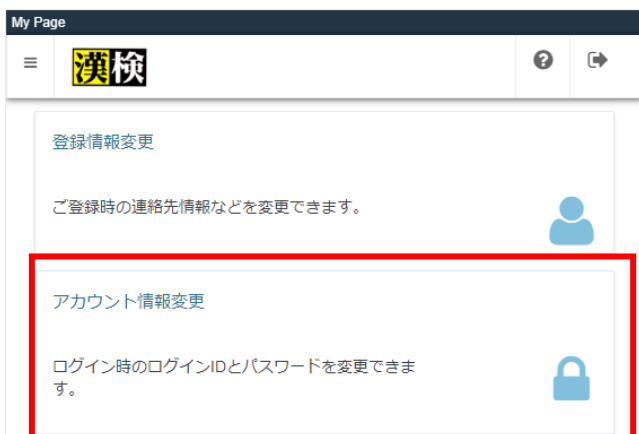 My Page
漢検
登録情報変更
ご登録時の連絡先情報などを変更できます。
アカウント情報変更
ログイン時のログインIDとパスワードを変更できま
す。